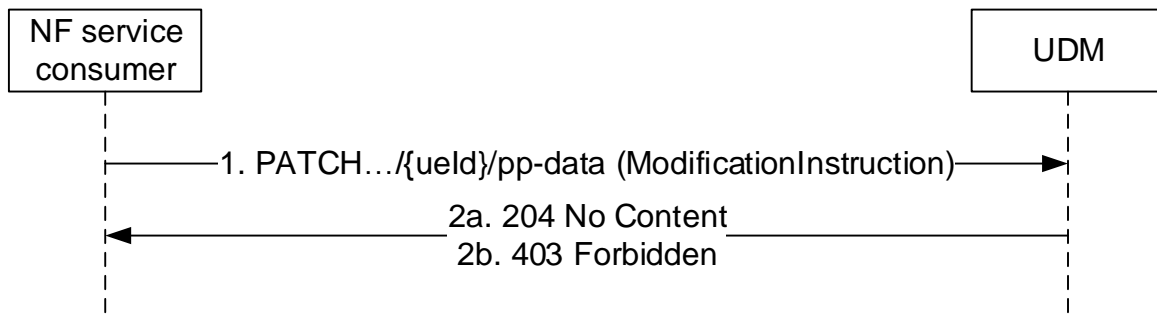 NF service
consumer
UDM
1. PATCH…/{ueId}/pp-data (ModificationInstruction)
2a. 204 No Content
2b. 403 Forbidden